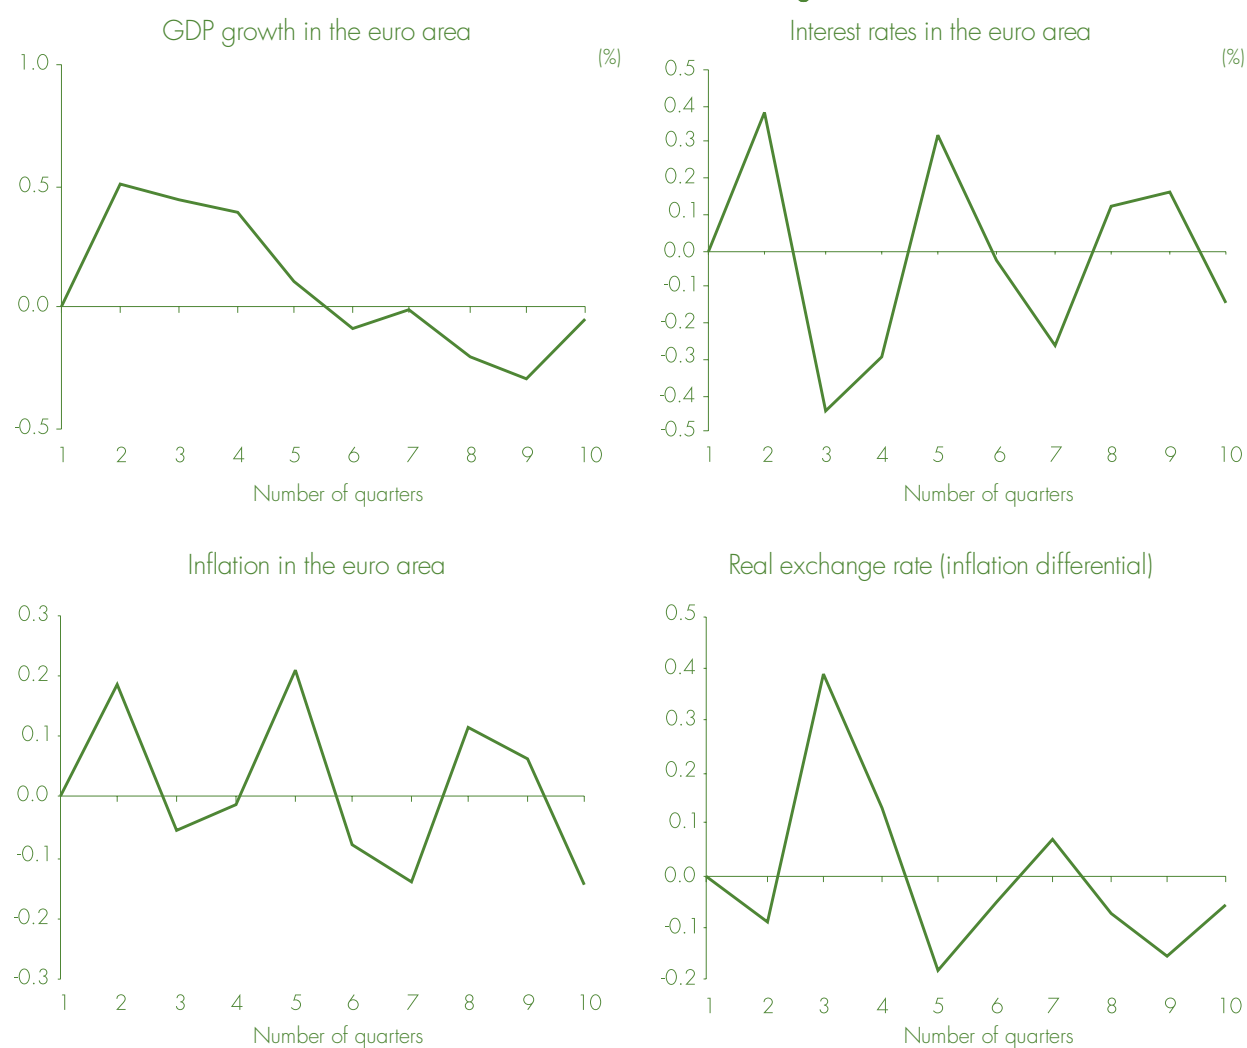 GDP growth in the euro area
(%)
1.0
0.5
0.0
-0.5
1 2 3 4 5 6 7 8 9 10
Number of quarters
Interest rates in the euro area
(%)
0.5
0.4
0.3
0.2
0.1
0.0
-0.1
-0.2
-0.3
-0.4
-0.5
1 2 3 4 5 6 7 8 9 10
Number of quarters
Inflation in the euro area
0.3
0.2
0.1
0.0
-0.1
-0.2
-0.3
1 2 3 4 5 6 7 8 9 10
Number of quarters
Real exchange rate (inflation differential)
0.5
0.4
0.3
0.2
0.1
0.0
-0.1
-0.2
1 2 3 4 5 6 7 8 9 10
Number of quarters